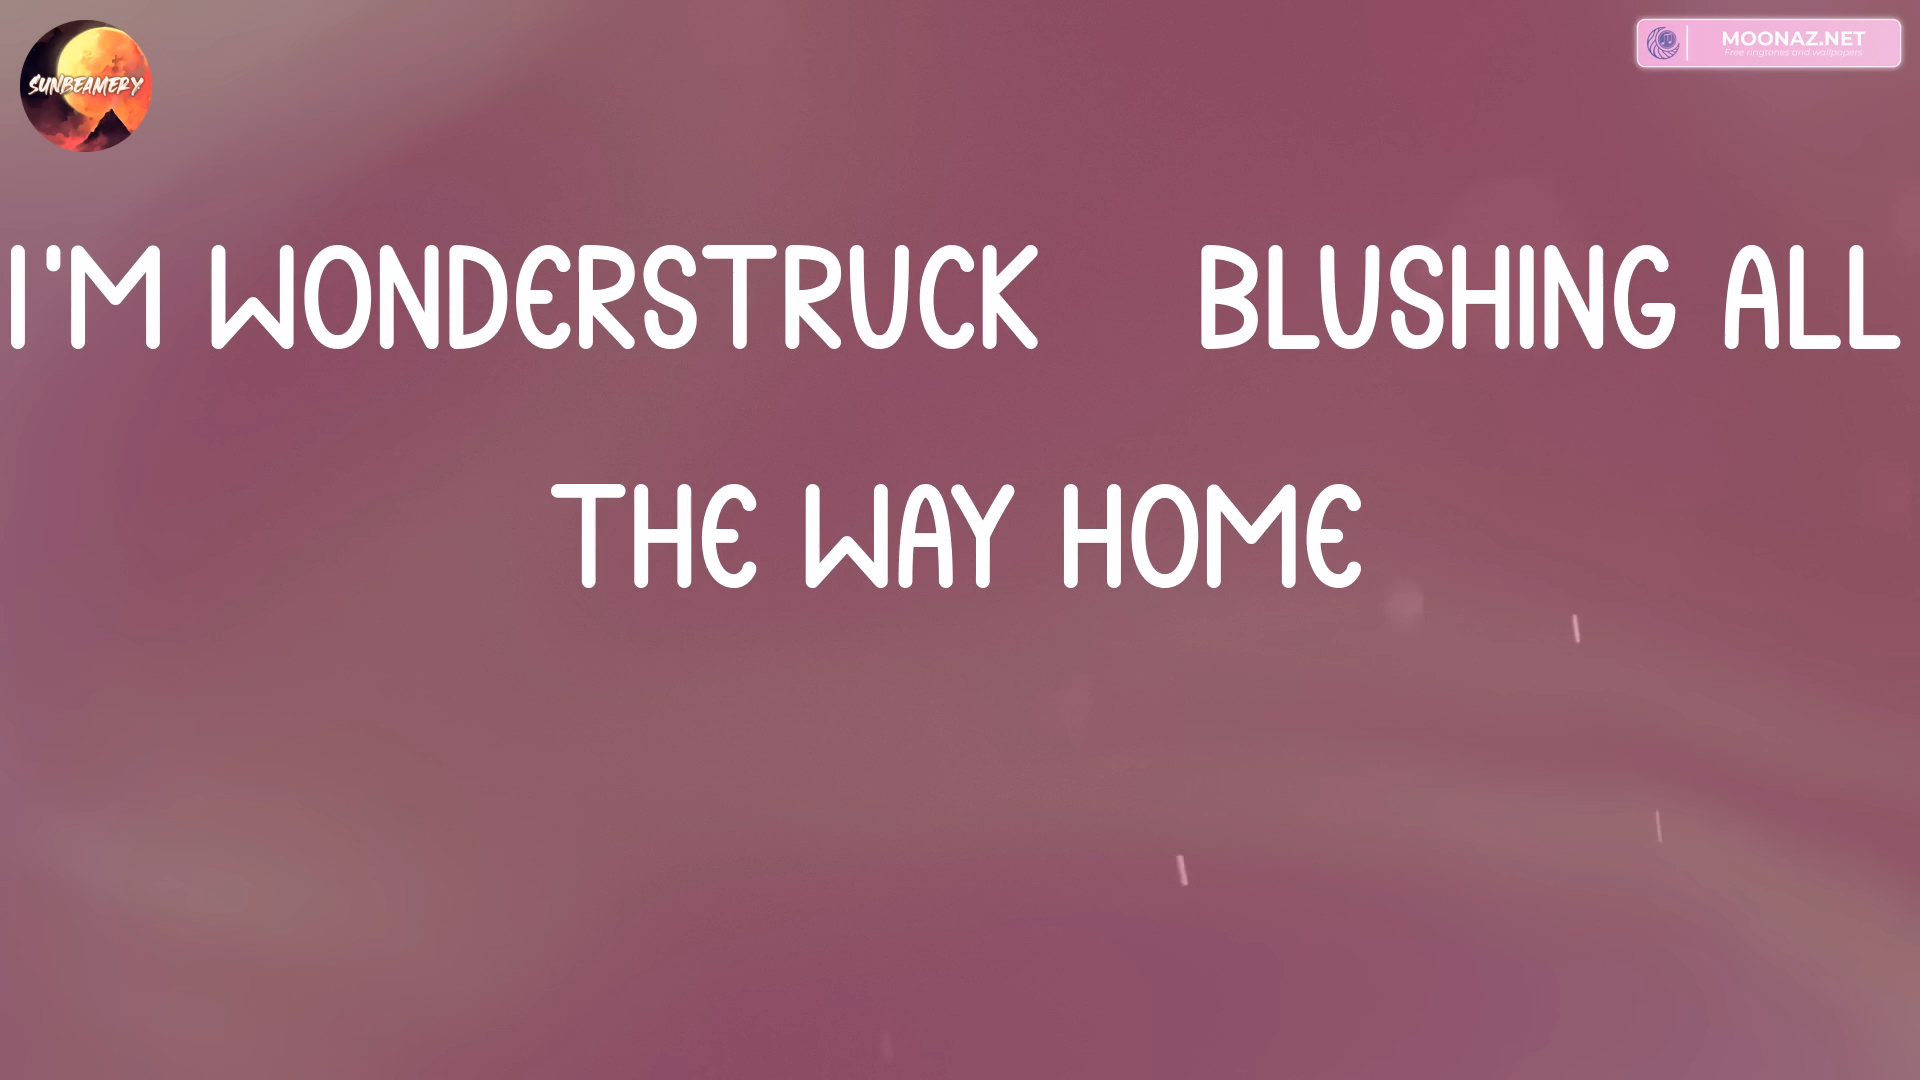 SUNBEAMERY
MOONAZ.NET
Free ringtones and wallpapers
I'M WONDERSTRUCK BLUSHING ALL
THE WAY HOME